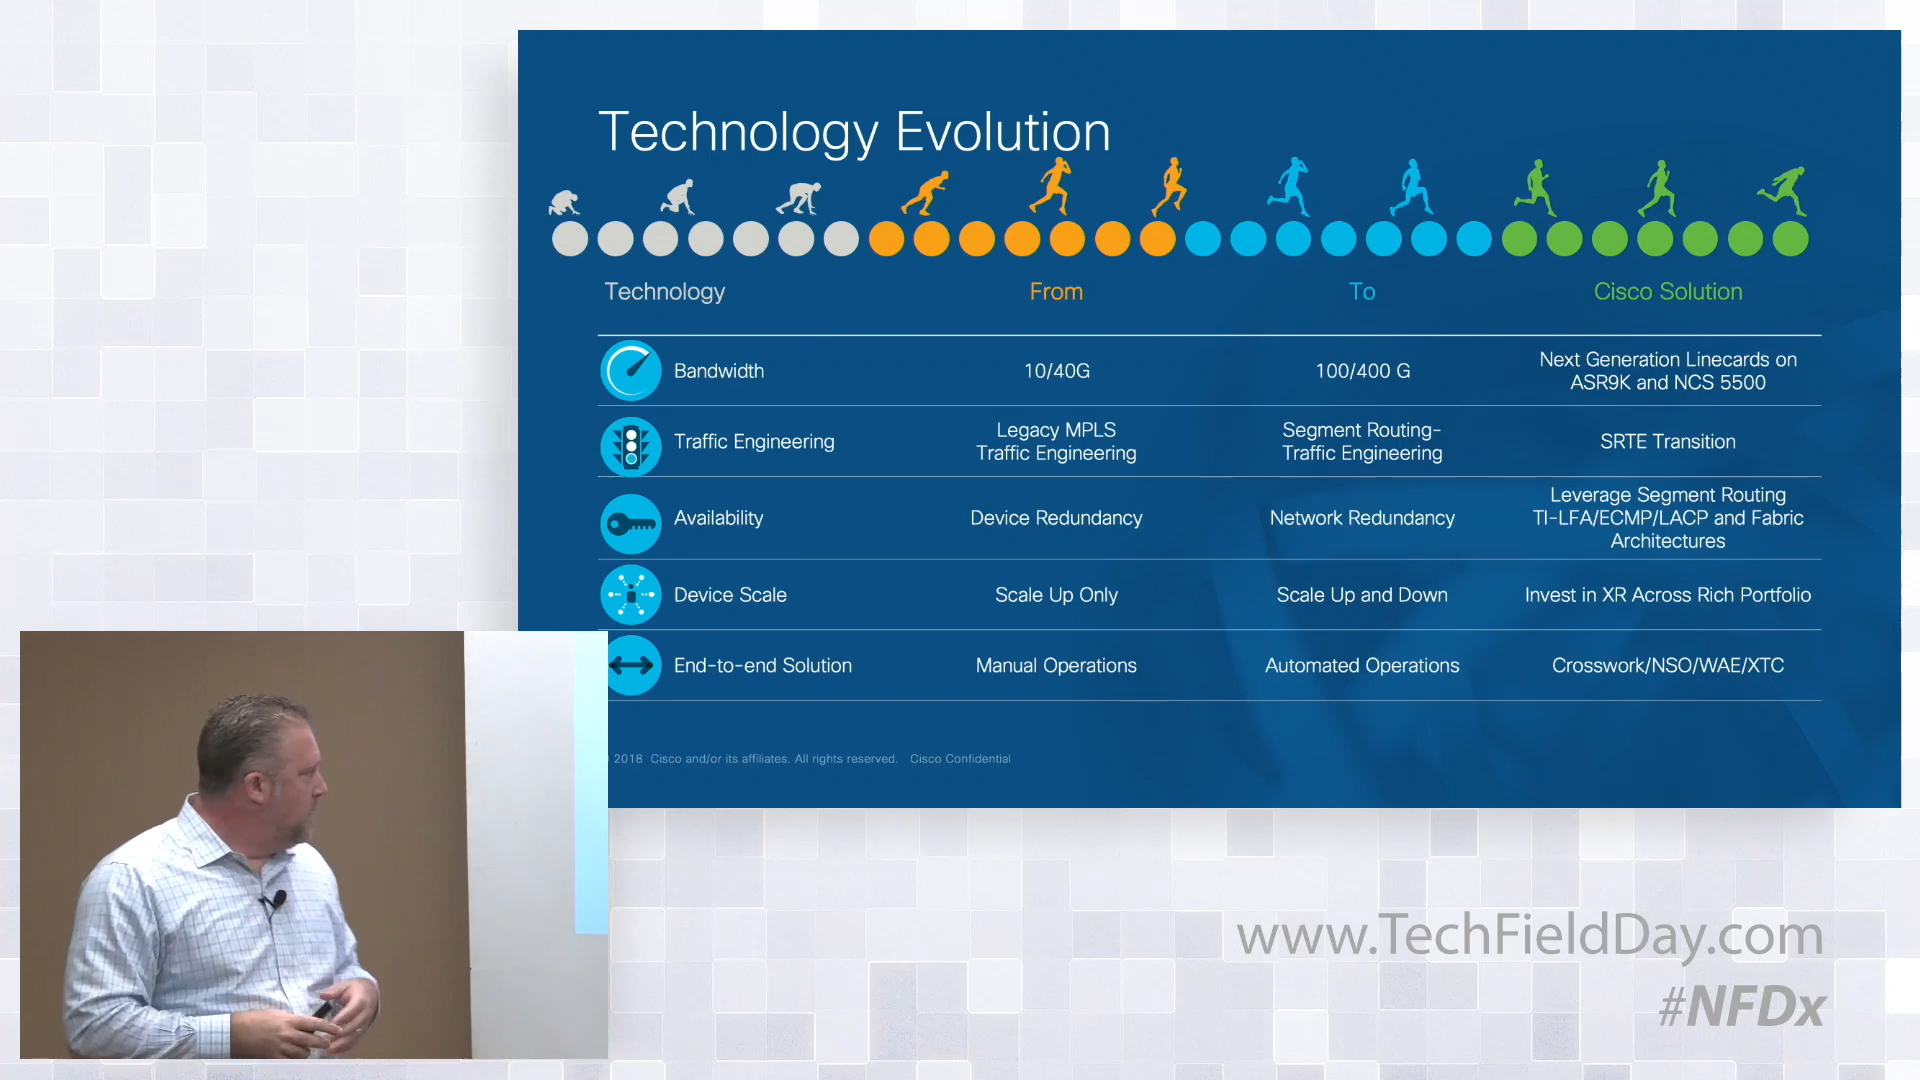 Technology Evolution
Technology From To Cisco Solution
Bandwidth 10/40G 100/400 G Next Generation Linecards on
ASR9K and NCS 5500
Traffic Engineering Legacy MPLS
Traffic Engineering Segment Routing-
Traffic Engineering SRTE Transition
Availability Device Redundancy Network Redundancy Leverage Segment Routing
TI-LFA/ECMP/LACP and Fabric
Architectures
Device Scale Scale Up Only Scale Up and Down Invest in XR Across Rich Portfolio
End-to-end Solution Manual Operations Automated Operations Crosswork/NSO/WAE/XTC
2018 Cisco and/or its affiliates. All rights reserved. Cisco Confidential
www.TechFieldDay.com
#NFDx